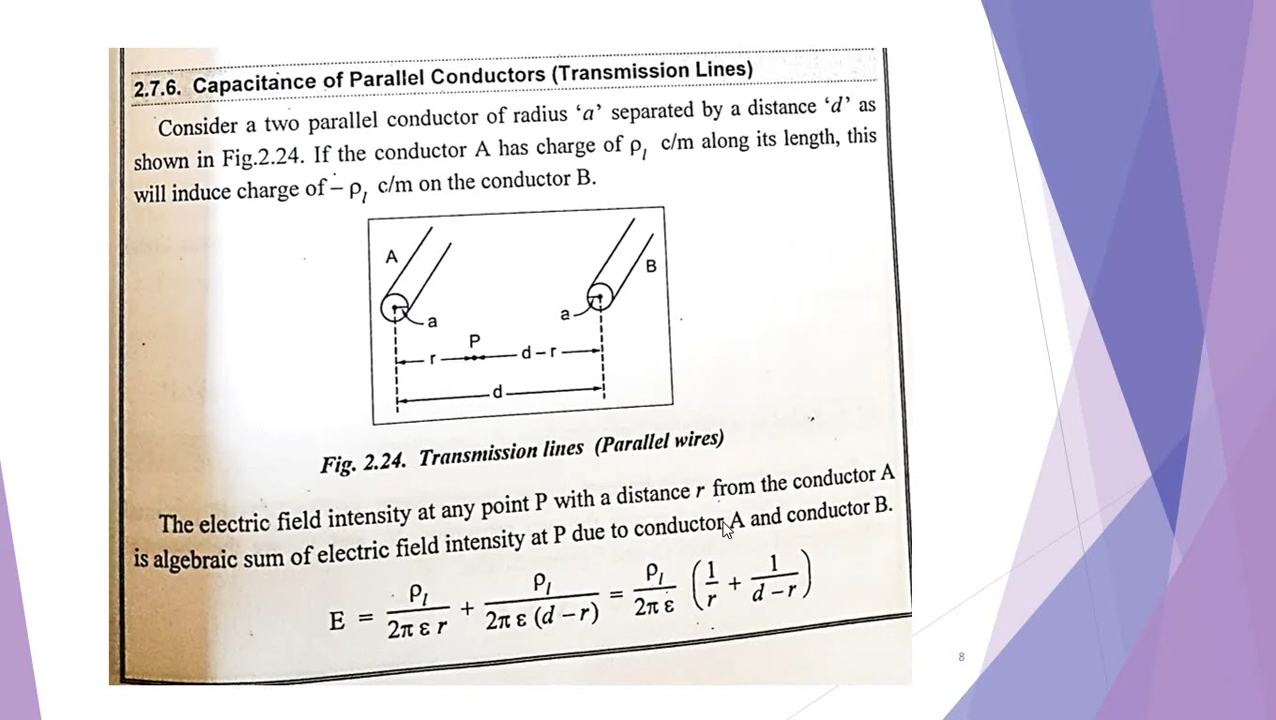 2.7.6. Capacitance of Parallel Conductors (Transmission Lines)
Consider a two parallel conductor of radius ‘a’ separated by a distance ‘d’ as
shown in Fig.2.24. If the conductor A has charge of ρₗ c/m along its length, this
will induce charge of – ρₗ c/m on the conductor B.
A
B
a
a
P
r
d – r
d
Fig. 2.24. Transmission lines (Parallel wires)
The electric field intensity at any point P with a distance r from the conductor A
is algebraic sum of electric field intensity at P due to conductor A and conductor B.
E = ρₗ / 2π ε r + ρₗ / 2π ε (d – r) = ρₗ / 2π ε (1/r + 1/d – r)
8